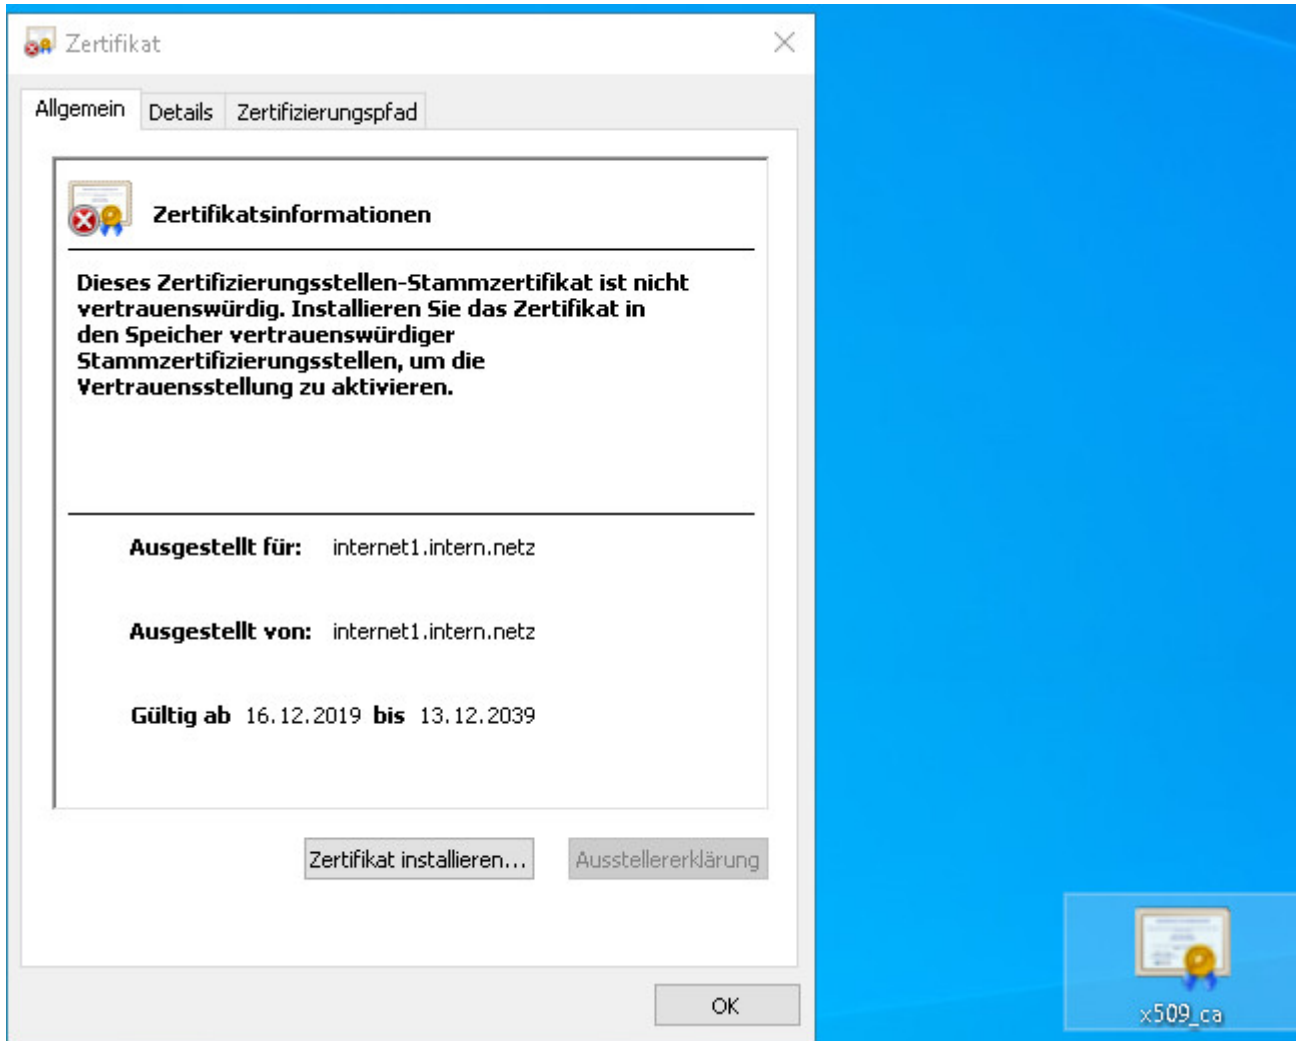 Zertifikat
Allgemein Details Zertifizierungspfad
Zertifikatsinformationen
Dieses Zertifizierungsstellen-Stammzertifikat ist nicht
vertrauenswürdig. Installieren Sie das Zertifikat in
den Speicher vertrauenswürdiger
Stammzertifizierungsstellen, um die
Vertrauensstellung zu aktivieren.
Ausgestellt für: internet1.intern.netz
Ausgestellt von: internet1.intern.netz
Gültig ab 16.12.2019 bis 13.12.2039
Zertifikat installieren... Ausstellererklärung
OK
x509_ca